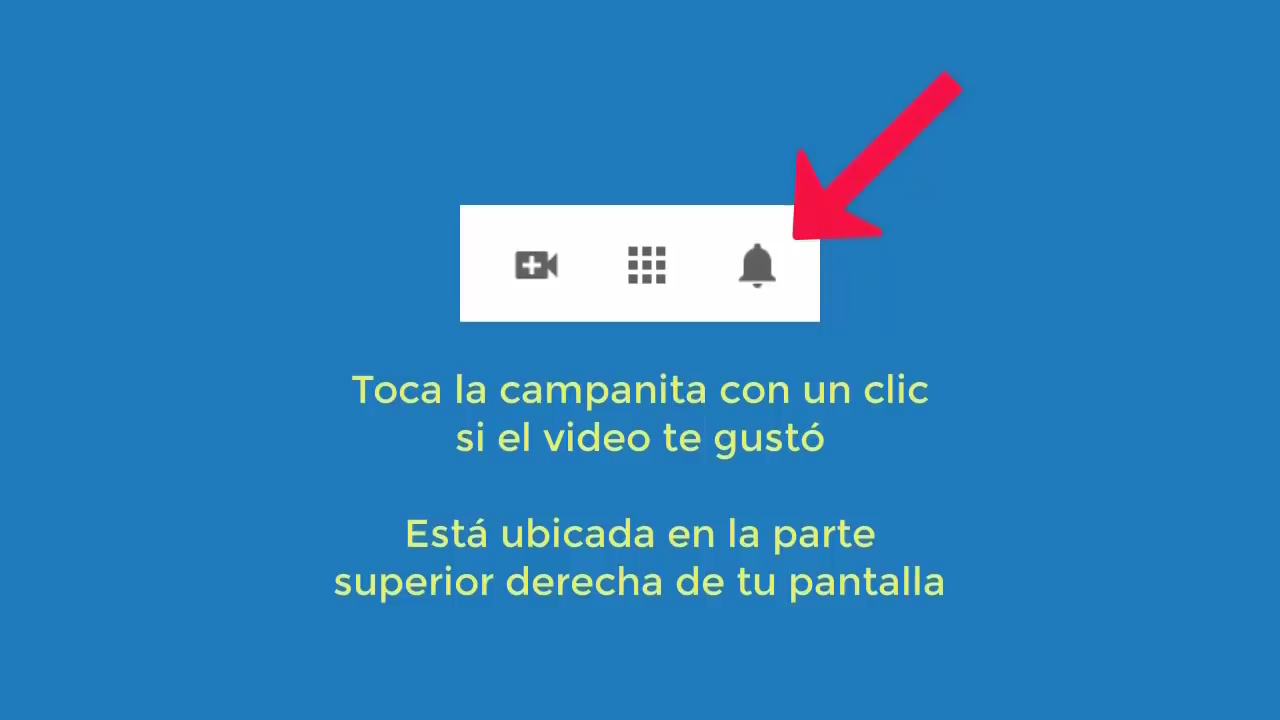 Toca la campanita con un clic
si el video te gustó
Está ubicada en la parte
superior derecha de tu pantalla